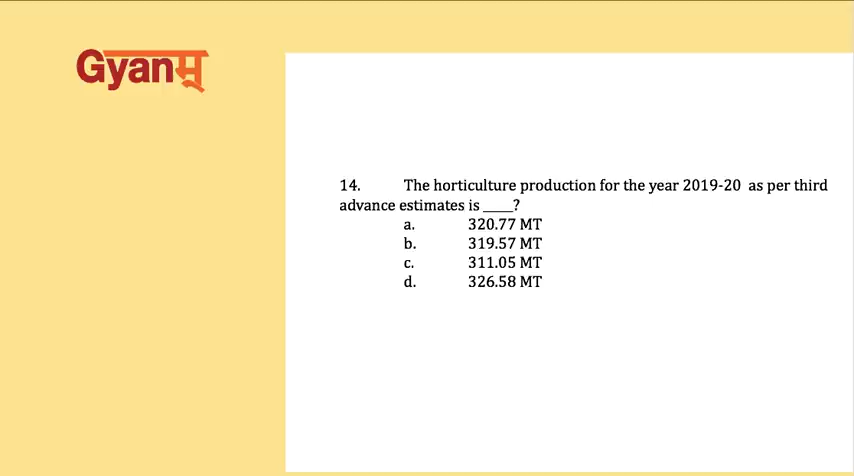 Gyanम्
14. The horticulture production for the year 2019-20 as per third
advance estimates is ____?
a. 320.77 MT
b. 319.57 MT
c. 311.05 MT
d. 326.58 MT